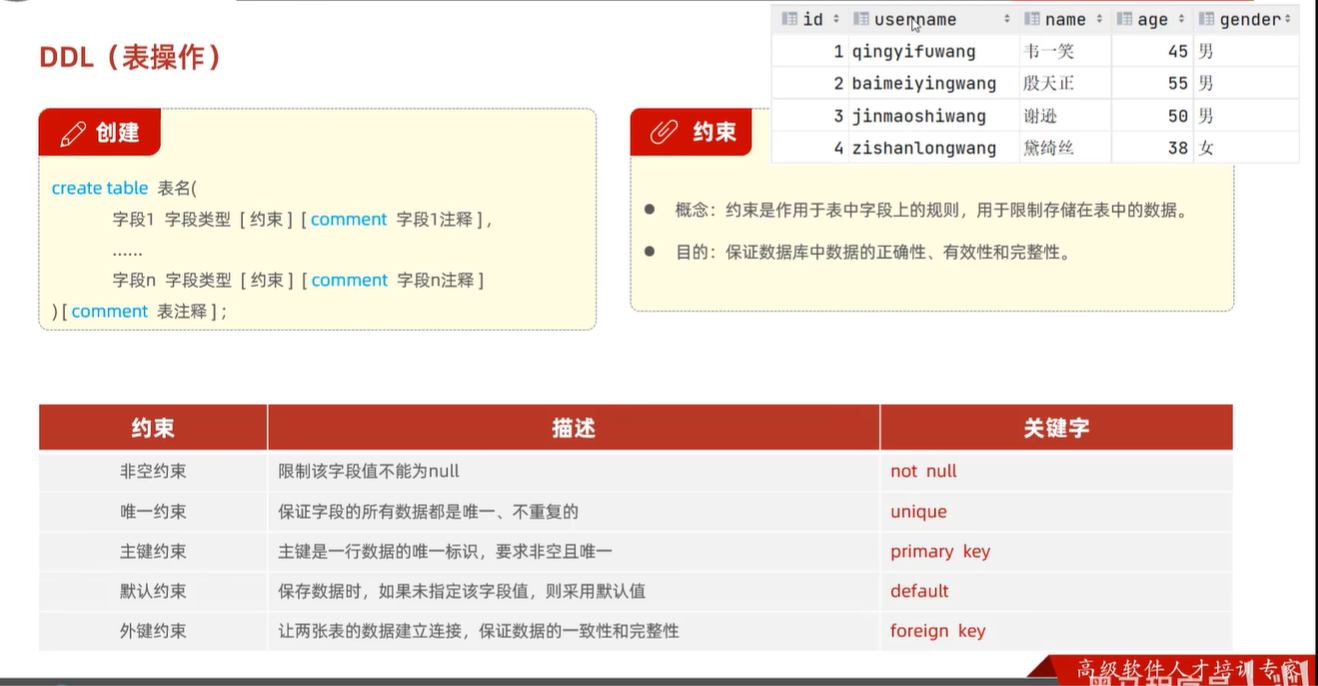 DDL（表操作）
id username name age gender
1 qingyifuwang 韦一笑 45 男
2 baimeiyingwang 殷天正 55 男
3 jinmaoshiwang 谢逊 50 男
4 zishanlongwang 黛绮丝 38 女
创建
create table 表名(
字段1 字段类型 [ 约束 ] [ comment 字段1注释 ] ,
......
字段n 字段类型 [ 约束 ] [ comment 字段n注释 ]
) [ comment 表注释 ] ;
约束
概念：约束是作用于表中字段上的规则，用于限制存储在表中的数据。
目的：保证数据库中数据的正确性、有效性和完整性。
约束 描述 关键字
非空约束 限制该字段值不能为null not null
唯一约束 保证字段的所有数据都是唯一、不重复的 unique
主键约束 主键是一行数据的唯一标识，要求非空且唯一 primary key
默认约束 保存数据时，如果未指定该字段值，则采用默认值 default
外键约束 让两张表的数据建立连接，保证数据的一致性和完整性 foreign key
高级软件人才培训专家